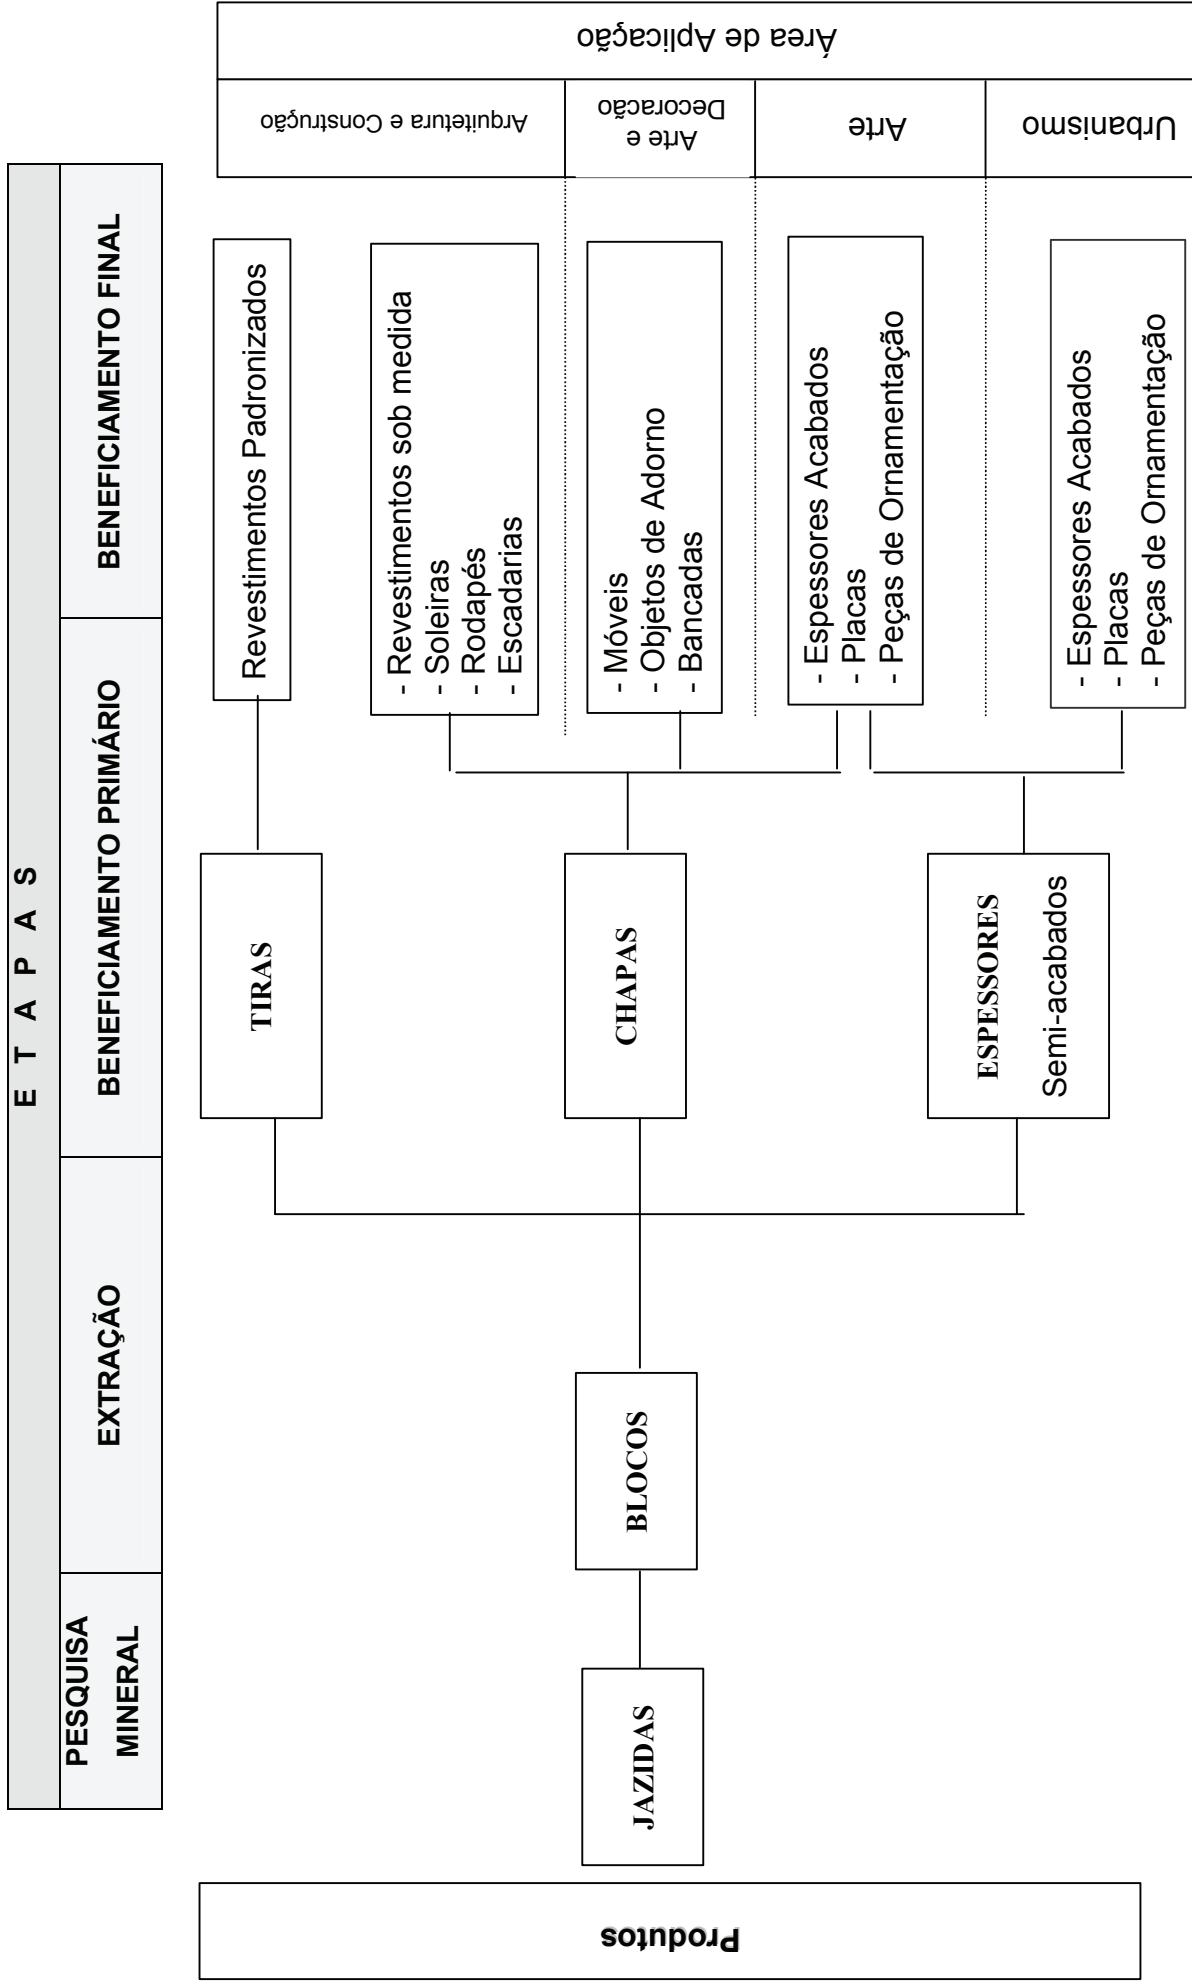 E T A P A S
PESQUISA
MINERAL
EXTRAÇÃO
BENEFICIAMENTO PRIMÁRIO
BENEFICIAMENTO FINAL
Produtos
JAZIDAS
BLOCOS
TIRAS
CHAPAS
ESPESSORES
Semi-acabados
Revestimentos Padronizados
- Revestimentos sob medida
- Soleiras
- Rodapés
- Escadarias
- Móveis
- Objetos de Adorno
- Bancadas
- Espessores Acabados
- Placas
- Peças de Ornamentação
- Espessores Acabados
- Placas
- Peças de Ornamentação
Arquitetura e Construção
Arte e
Decoracão
Arte
Urbanismo
Área de Aplicação